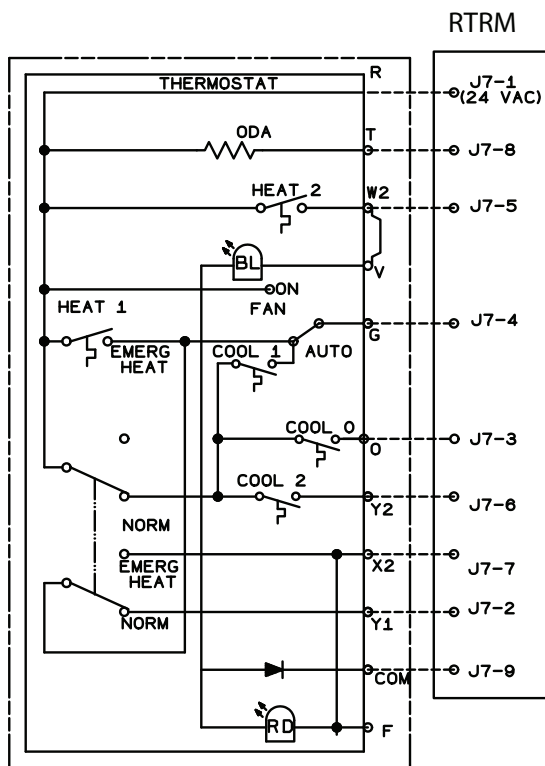 RTRM
R
THERMOSTAT
J7-1
(24 VAC)
ODA
T
J7-8
HEAT 2
W2
J7-5
BL
V
ON
FAN
HEAT 1
G
J7-4
EMERG
HEAT
COOL 1
AUTO
COOL O
O
J7-3
COOL 2
Y2
J7-6
NORM
EMERG
HEAT
X2
J7-7
NORM
Y1
J7-2
COM
J7-9
RD
F